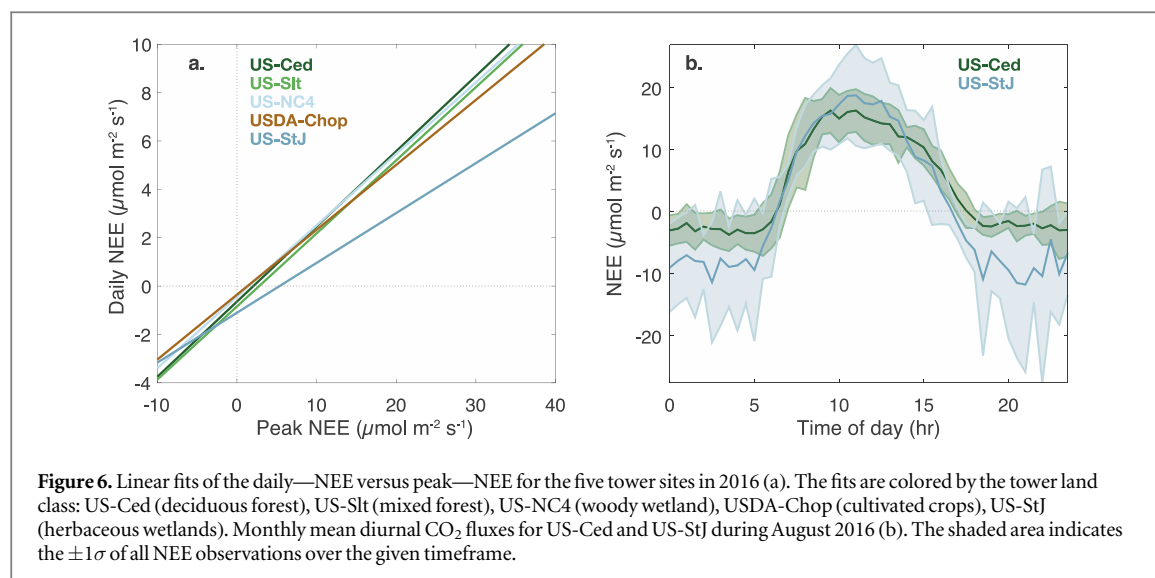 a.
US-Ced
US-Slt
US-NC4
USDA-Chop
US-StJ
Daily NEE (µmol m⁻² s⁻¹)
10
8
6
4
2
0
-2
-4
-10
0
10
20
30
40
Peak NEE (µmol m⁻² s⁻¹)
b.
US-Ced
US-StJ
NEE (µmol m⁻² s⁻¹)
20
10
0
-10
-20
0
5
10
15
20
Time of day (hr)
Figure 6. Linear fits of the daily—NEE versus peak—NEE for the five tower sites in 2016 (a). The fits are colored by the tower land
class: US-Ced (deciduous forest), US-Slt (mixed forest), US-NC4 (woody wetland), USDA-Chop (cultivated crops), US-StJ
(herbaceous wetlands). Monthly mean diurnal CO₂ fluxes for US-Ced and US-StJ during August 2016 (b). The shaded area indicates
the ±1σ of all NEE observations over the given timeframe.